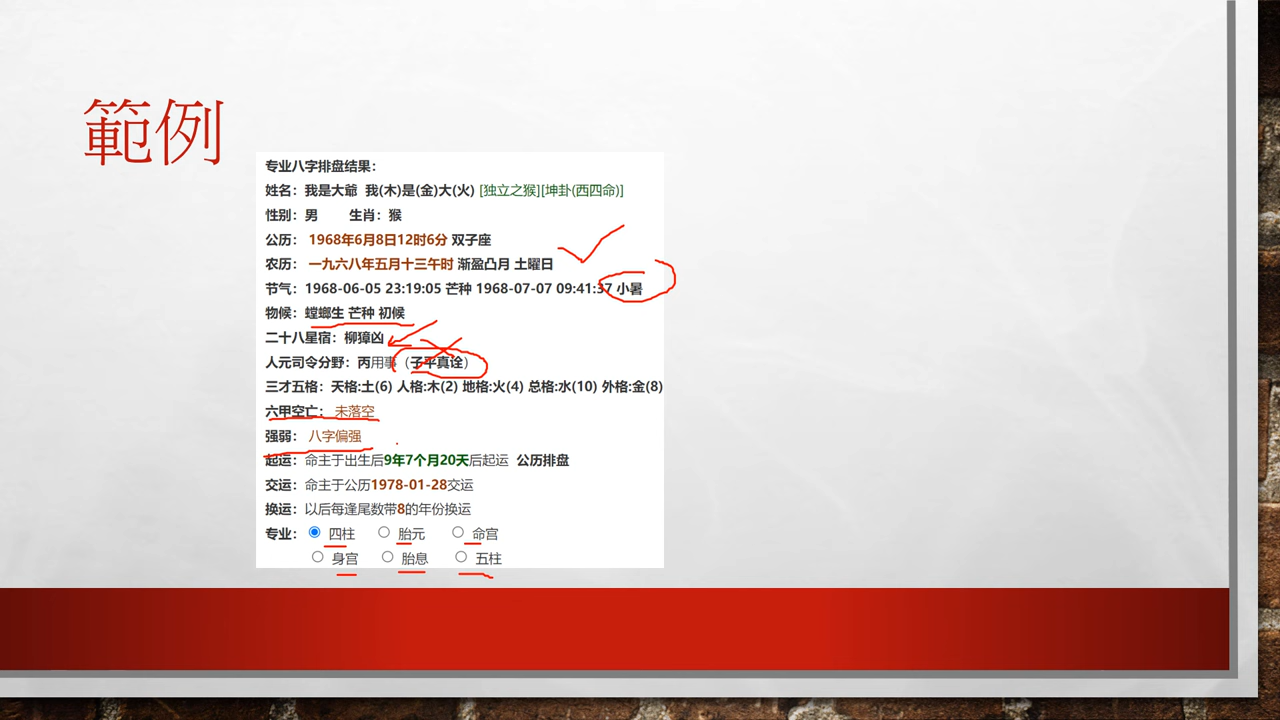 範例
专业八字排盘结果：
姓名：我是大爺 我(木)是(金)大(火) [独立之猴][坤卦(西四命)]
性别：男 生肖：猴
公历： 1968年6月8日12时6分 双子座
农历： 一九六八年五月十三午时 渐盈凸月 土曜日
节气：1968-06-05 23:19:05 芒种 1968-07-07 09:41:37 小暑
物候：螳螂生 芒种 初候
二十八星宿：柳獐凶
人元司令分野：丙用事（子平真诠）
三才五格：天格:土(6) 人格:木(2) 地格:火(4) 总格:水(10) 外格:金(8)
六甲空亡： 未落空
强弱： 八字偏强
起运：命主于出生后9年7个月20天后起运 公历排盘
交运：命主于公历1978-01-28交运
换运：以后每逢尾数带8的年份换运
专业： 四柱 胎元 命宫
身宫 胎息 五柱